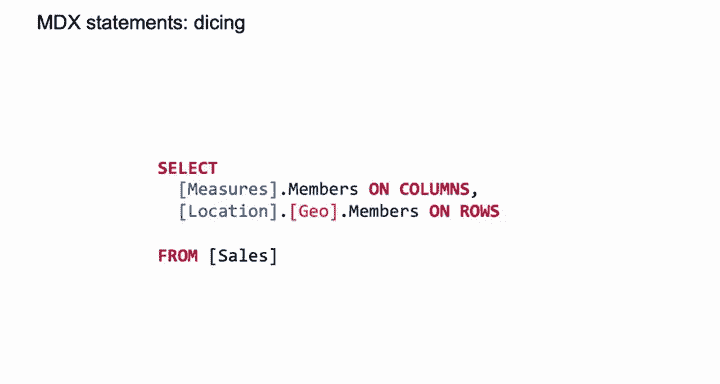 MDX statements: dicing
SELECT
[Measures].Members ON COLUMNS,
[Location].[Geo].Members ON ROWS
FROM [Sales]